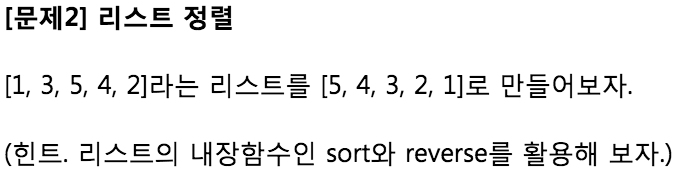 [문제2] 리스트 정렬
[1, 3, 5, 4, 2]라는 리스트를 [5, 4, 3, 2, 1]로 만들어보자.
(힌트. 리스트의 내장함수인 sort와 reverse를 활용해 보자.)